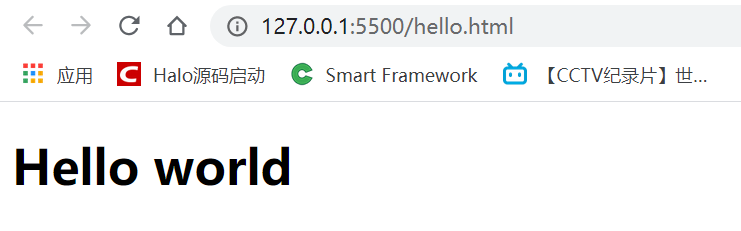 127.0.0.1:5500/hello.html
应用 Halo源码启动 Smart Framework 【CCTV纪录片】世...
Hello world